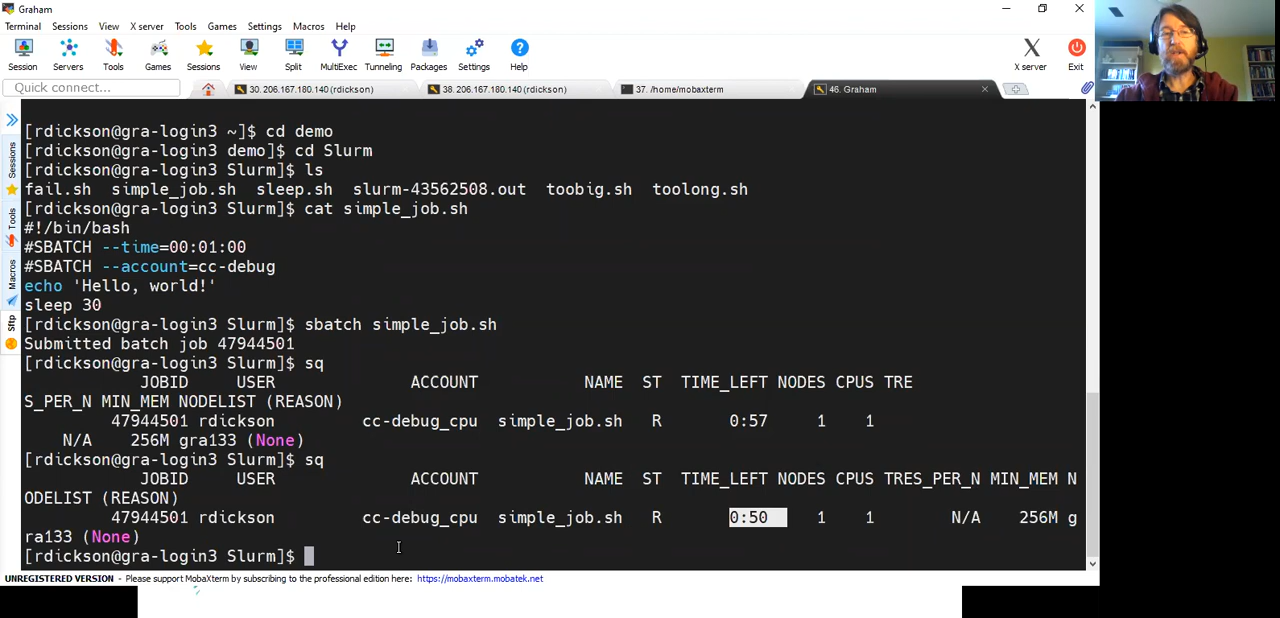 Graham
Terminal Sessions View X server Tools Games Settings Macros Help
Session Servers Tools Games Sessions View Split MultiExec Tunneling Packages Settings Help X server Exit
Quick connect... 30. 206.167.180.140 (rdickson) 38. 206.167.180.140 (rdickson) 37. /home/mobaxterm 46. Graham
Sessions
Tools
Macros
Sftp
[rdickson@gra-login3 ~]$ cd demo
[rdickson@gra-login3 demo]$ cd Slurm
[rdickson@gra-login3 Slurm]$ ls
fail.sh simple_job.sh sleep.sh slurm-43562508.out toobig.sh toolong.sh
[rdickson@gra-login3 Slurm]$ cat simple_job.sh
#!/bin/bash
#SBATCH --time=00:01:00
#SBATCH --account=cc-debug
echo 'Hello, world!'
sleep 30
[rdickson@gra-login3 Slurm]$ sbatch simple_job.sh
Submitted batch job 47944501
[rdickson@gra-login3 Slurm]$ sq
JOBID USER ACCOUNT NAME ST TIME_LEFT NODES CPUS TRE
S_PER_N MIN_MEM NODELIST (REASON)
47944501 rdickson cc-debug_cpu simple_job.sh R 0:57 1 1
N/A 256M gra133 (None)
[rdickson@gra-login3 Slurm]$ sq
JOBID USER ACCOUNT NAME ST TIME_LEFT NODES CPUS TRES_PER_N MIN_MEM N
ODELIST (REASON)
47944501 rdickson cc-debug_cpu simple_job.sh R 0:50 1 1 N/A 256M g
ra133 (None)
[rdickson@gra-login3 Slurm]$
UNREGISTERED VERSION - Please support MobaXterm by subscribing to the professional edition here: https://mobaxterm.mobatek.net